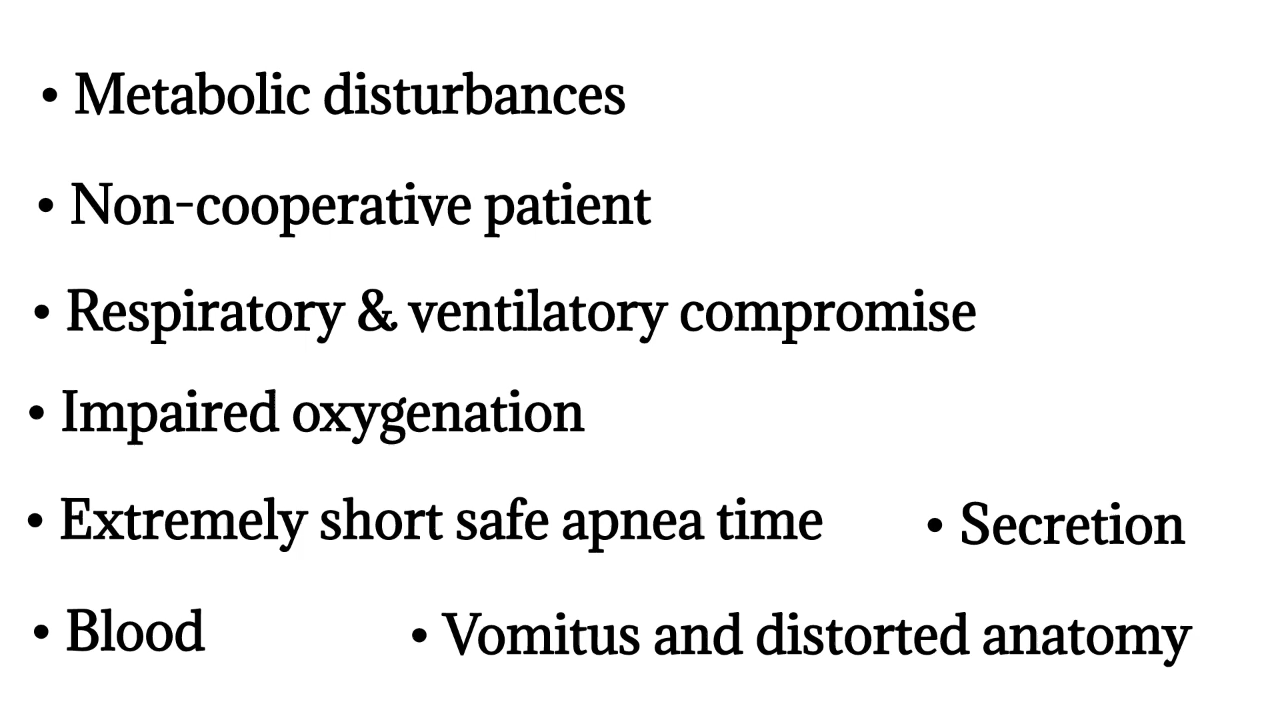 • Metabolic disturbances
• Non-cooperative patient
• Respiratory & ventilatory compromise
• Impaired oxygenation
• Extremely short safe apnea time • Secretion
• Blood • Vomitus and distorted anatomy